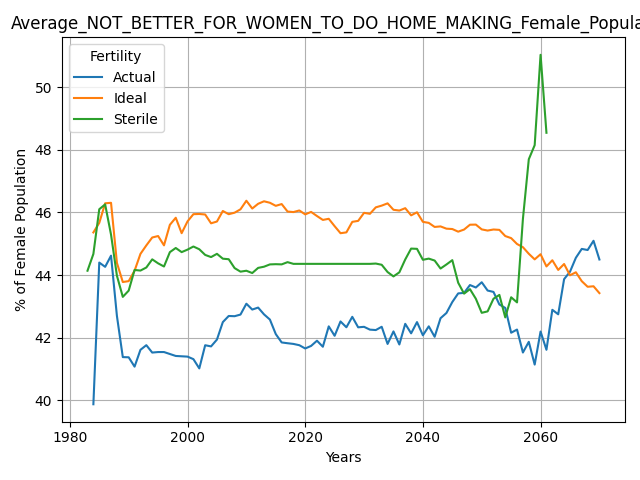 Average_NOT_BETTER_FOR_WOMEN_TO_DO_HOME_MAKING_Female_Popula
Fertility
Actual
Ideal
Sterile
% of Female Population
50
48
46
44
42
40
1980
2000
2020
2040
2060
Years